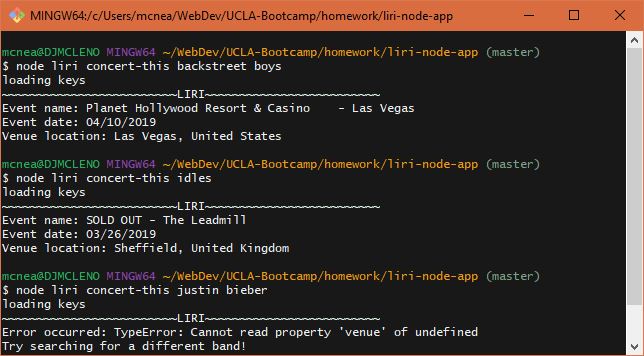 MINGW64:/c/Users/mcnea/WebDev/UCLA-Bootcamp/homework/liri-node-app
mcnea@DJMCLENO MINGW64 ~/WebDev/UCLA-Bootcamp/homework/liri-node-app (master)
$ node liri concert-this backstreet boys
loading keys
~~~~~~~~~~~~~~~~~~~~~~~~~LIRI~~~~~~~~~~~~~~~~~~~~~~~~~
Event name: Planet Hollywood Resort & Casino    - Las Vegas
Event date: 04/10/2019
Venue location: Las Vegas, United States
mcnea@DJMCLENO MINGW64 ~/WebDev/UCLA-Bootcamp/homework/liri-node-app (master)
$ node liri concert-this idles
loading keys
~~~~~~~~~~~~~~~~~~~~~~~~~LIRI~~~~~~~~~~~~~~~~~~~~~~~~~
Event name: SOLD OUT - The Leadmill
Event date: 03/26/2019
Venue location: Sheffield, United Kingdom
mcnea@DJMCLENO MINGW64 ~/WebDev/UCLA-Bootcamp/homework/liri-node-app (master)
$ node liri concert-this justin bieber
loading keys
~~~~~~~~~~~~~~~~~~~~~~~~~LIRI~~~~~~~~~~~~~~~~~~~~~~~~~
Error occurred: TypeError: Cannot read property 'venue' of undefined
Try searching for a different band!